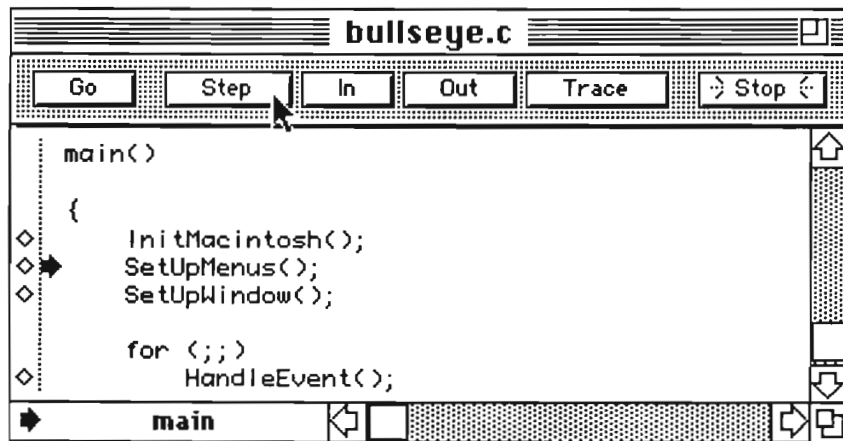 bullseye.c
Go Step In Out Trace Stop
main()
{
InitMacintosh();
SetUpMenus();
SetUpWindow();
for (;;)
HandleEvent();
main